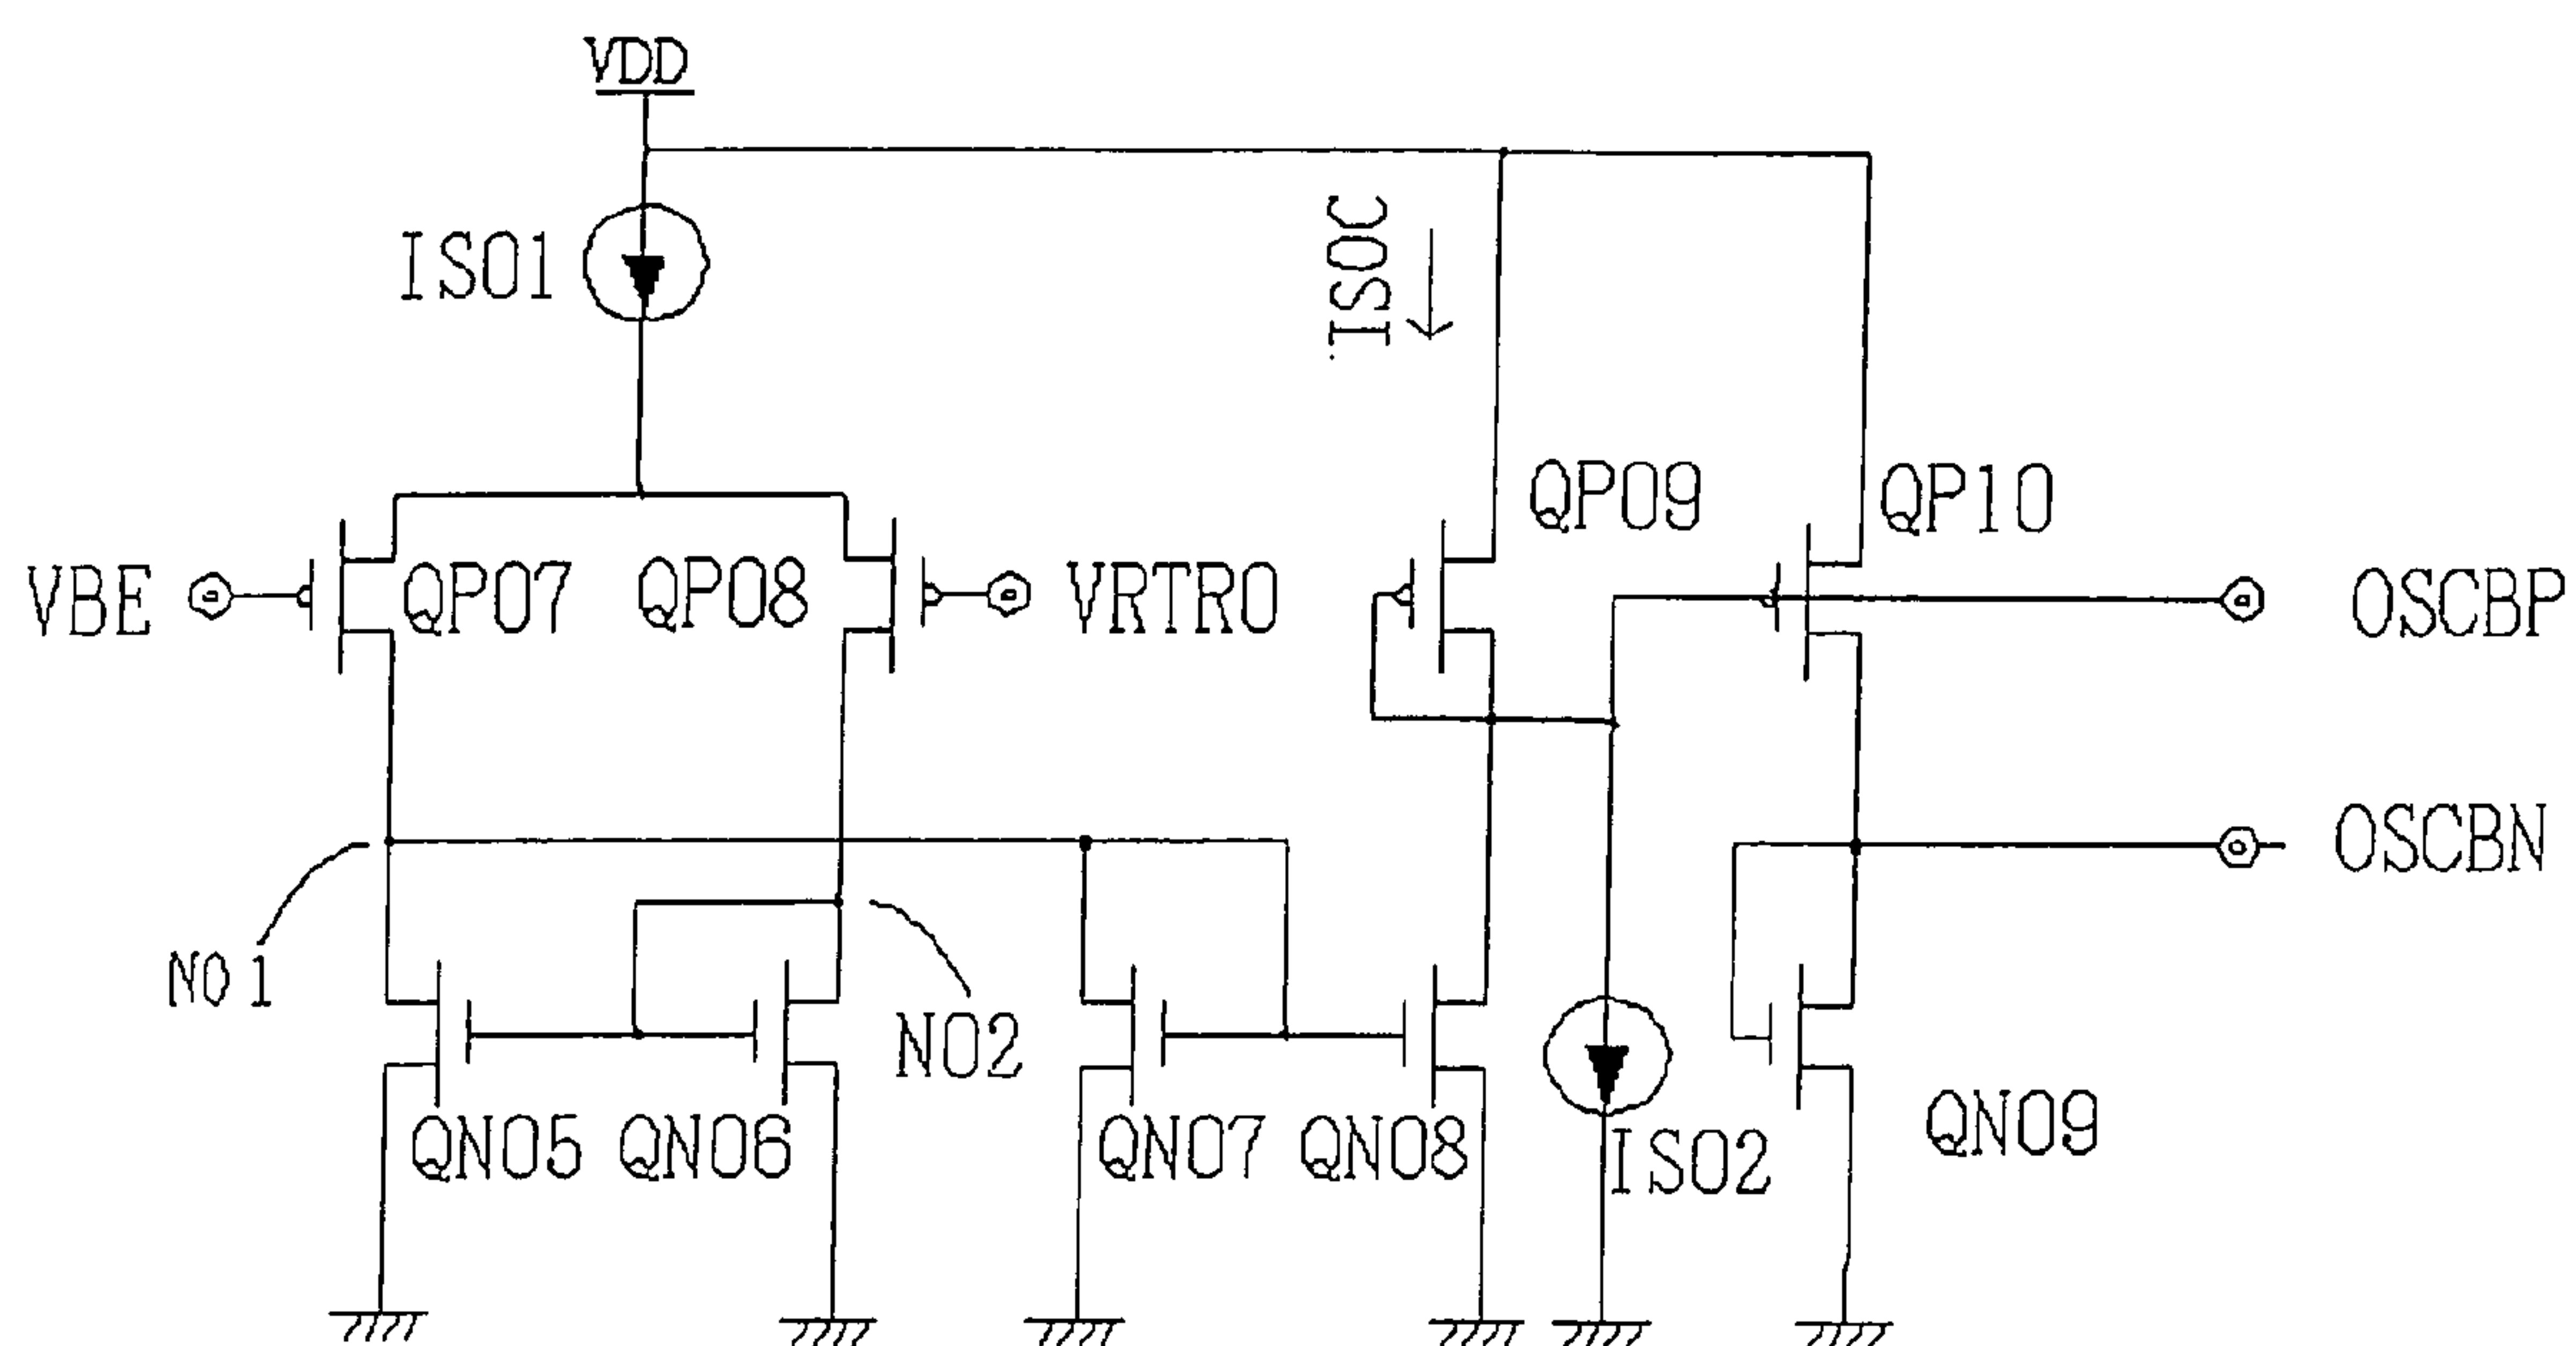 VDD
IS01
ISOC
QP09
QP10
VBE
QP07
QP08
VRTRO
OSCBP
OSCBN
N01
N02
QN05
QN06
QN07
QN08
IS02
QN09